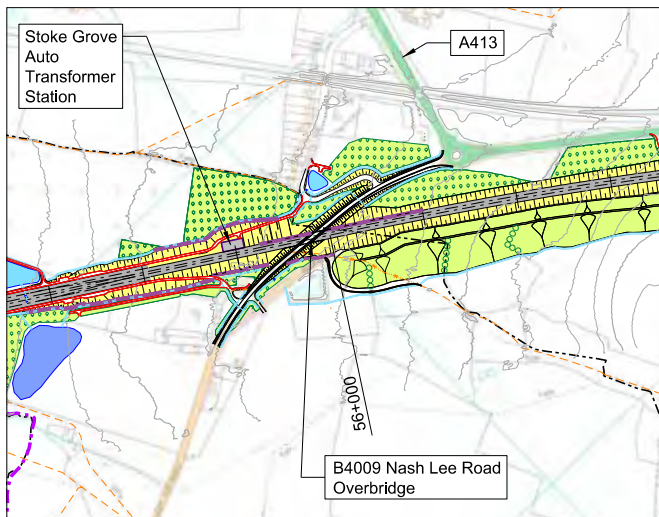 Stoke Grove
Auto
Transformer
Station
A413
56+000
B4009 Nash Lee Road
Overbridge